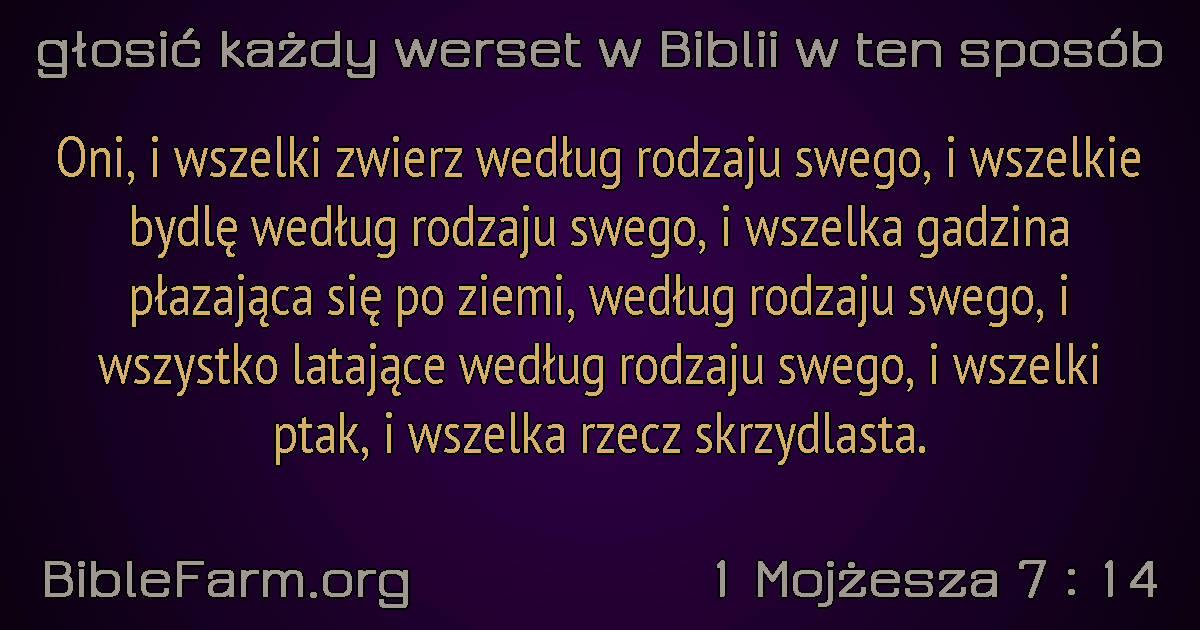 głosić każdy werset w Biblii w ten sposób
Oni, i wszelki zwierz według rodzaju swego, i wszelkie
bydlę według rodzaju swego, i wszelka gadzina
płazająca się po ziemi, według rodzaju swego, i
wszystko latające według rodzaju swego, i wszelki
ptak, i wszelka rzecz skrzydlasta.
BibleFarm.org
1 Mojżesza 7 : 14